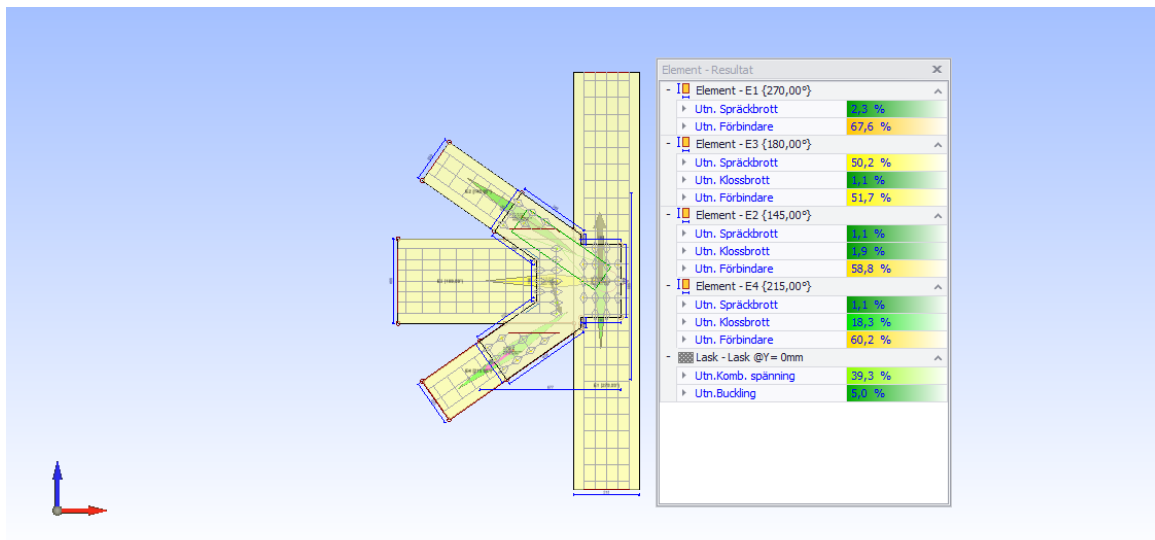 Element - Resultat
Element - E1 {270,00°}
Utn. Spräckbrott 2,3 %
Utn. Förbindare 67,6 %
Element - E3 {180,00°}
Utn. Spräckbrott 50,2 %
Utn. Klossbrott 1,1 %
Utn. Förbindare 51,7 %
Element - E2 {145,00°}
Utn. Spräckbrott 1,1 %
Utn. Klossbrott 1,9 %
Utn. Förbindare 58,8 %
Element - E4 {215,00°}
Utn. Spräckbrott 1,1 %
Utn. Klossbrott 18,3 %
Utn. Förbindare 60,2 %
Lask - Lask @Y= 0mm
Utn.Komb. spänning 39,3 %
Utn.Buckling 5,0 %